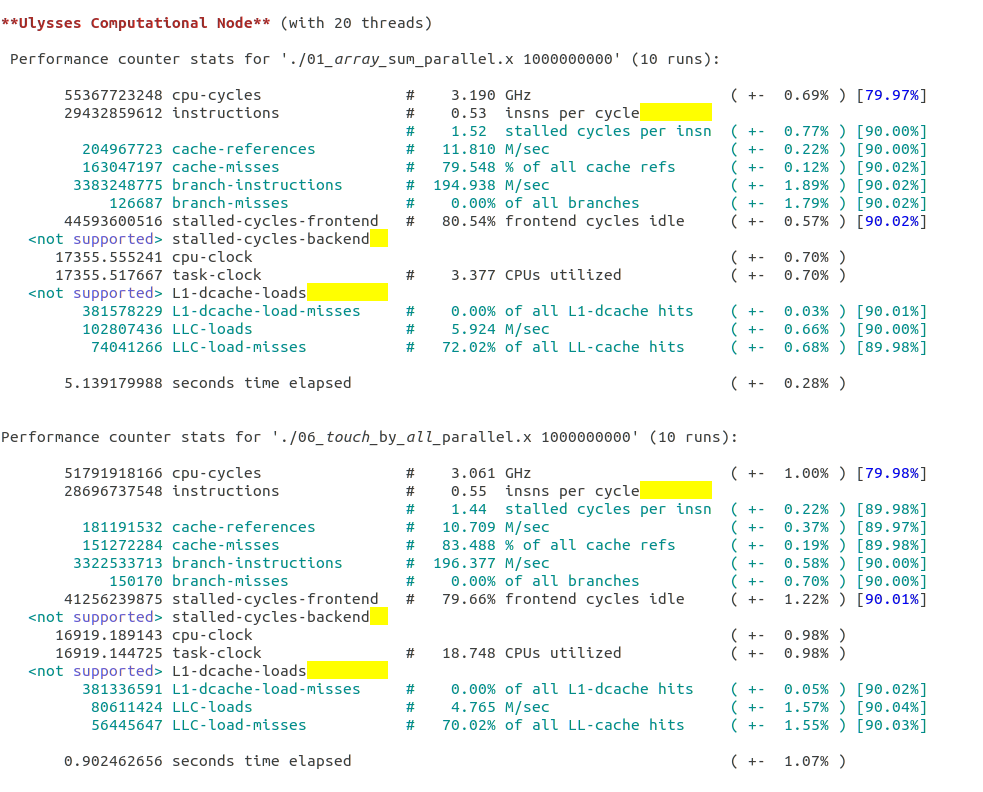 **Ulysses Computational Node** (with 20 threads)
Performance counter stats for './01_array_sum_parallel.x 1000000000' (10 runs):
55367723248 cpu-cycles # 3.190 GHz ( +- 0.69% ) [79.97%]
29432859612 instructions # 0.53 insns per cycle
# 1.52 stalled cycles per insn ( +- 0.77% ) [90.00%]
204967723 cache-references # 11.810 M/sec ( +- 0.22% ) [90.00%]
163047197 cache-misses # 79.548 % of all cache refs ( +- 0.12% ) [90.02%]
3383248775 branch-instructions # 194.938 M/sec ( +- 1.89% ) [90.02%]
126687 branch-misses # 0.00% of all branches ( +- 1.79% ) [90.02%]
44593600516 stalled-cycles-frontend # 80.54% frontend cycles idle ( +- 0.57% ) [90.02%]
<not supported> stalled-cycles-backend
17355.555241 cpu-clock ( +- 0.70% )
17355.517667 task-clock # 3.377 CPUs utilized ( +- 0.70% )
<not supported> L1-dcache-loads
381578229 L1-dcache-load-misses # 0.00% of all L1-dcache hits ( +- 0.03% ) [90.01%]
102807436 LLC-loads # 5.924 M/sec ( +- 0.66% ) [90.00%]
74041266 LLC-load-misses # 72.02% of all LL-cache hits ( +- 0.68% ) [89.98%]
5.139179988 seconds time elapsed ( +- 0.28% )
Performance counter stats for './06_touch_by_all_parallel.x 1000000000' (10 runs):
51791918166 cpu-cycles # 3.061 GHz ( +- 1.00% ) [79.98%]
28696737548 instructions # 0.55 insns per cycle
# 1.44 stalled cycles per insn ( +- 0.22% ) [89.98%]
181191532 cache-references # 10.709 M/sec ( +- 0.37% ) [89.97%]
151272284 cache-misses # 83.488 % of all cache refs ( +- 0.19% ) [89.98%]
3322533713 branch-instructions # 196.377 M/sec ( +- 0.58% ) [90.00%]
150170 branch-misses # 0.00% of all branches ( +- 0.70% ) [90.00%]
41256239875 stalled-cycles-frontend # 79.66% frontend cycles idle ( +- 1.22% ) [90.01%]
<not supported> stalled-cycles-backend
16919.189143 cpu-clock ( +- 0.98% )
16919.144725 task-clock # 18.748 CPUs utilized ( +- 0.98% )
<not supported> L1-dcache-loads
381336591 L1-dcache-load-misses # 0.00% of all L1-dcache hits ( +- 0.05% ) [90.02%]
80611424 LLC-loads # 4.765 M/sec ( +- 1.57% ) [90.04%]
56445647 LLC-load-misses # 70.02% of all LL-cache hits ( +- 1.55% ) [90.03%]
0.902462656 seconds time elapsed ( +- 1.07% )